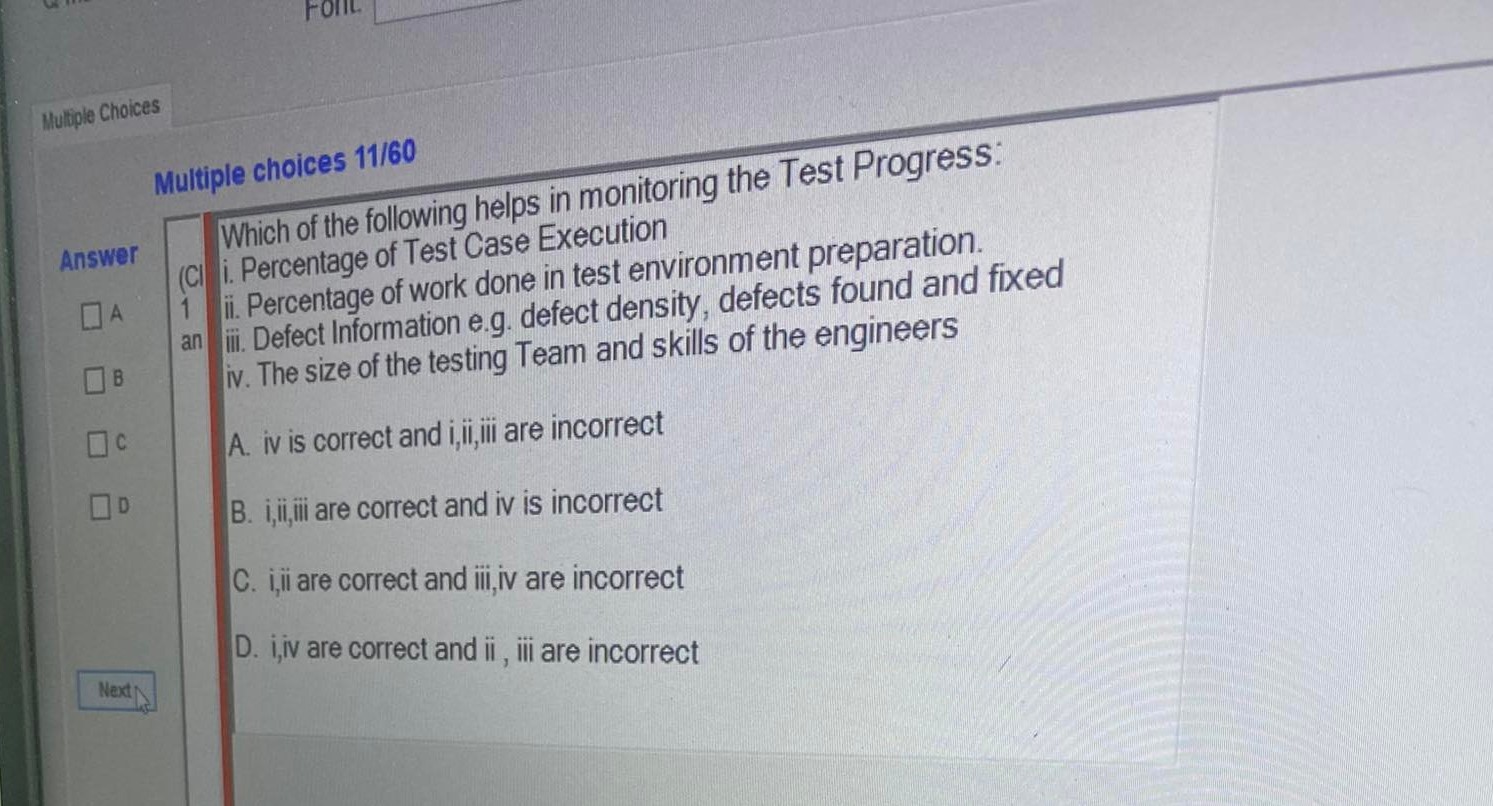 Font:
Multiple Choices
Multiple choices 11/60
Which of the following helps in monitoring the Test Progress:
Answer
(Cl
i. Percentage of Test Case Execution
A
1
ii. Percentage of work done in test environment preparation.
an
iii. Defect Information e.g. defect density, defects found and fixed
B
iv. The size of the testing Team and skills of the engineers
C
A. iv is correct and i,ii,iii are incorrect
D
B. i,ii,iii are correct and iv is incorrect
C. i,ii are correct and iii,iv are incorrect
D. i,iv are correct and ii , iii are incorrect
Next